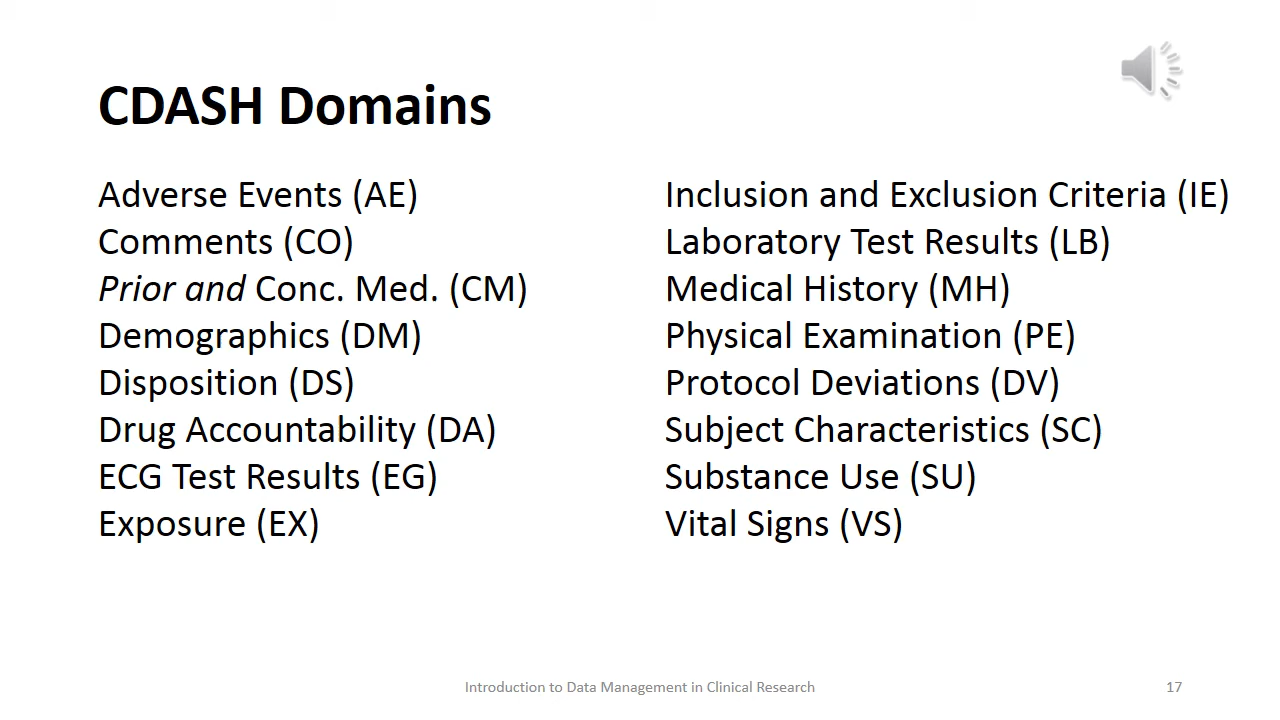 CDASH Domains
Adverse Events (AE)
Comments (CO)
Prior and Conc. Med. (CM)
Demographics (DM)
Disposition (DS)
Drug Accountability (DA)
ECG Test Results (EG)
Exposure (EX)
Inclusion and Exclusion Criteria (IE)
Laboratory Test Results (LB)
Medical History (MH)
Physical Examination (PE)
Protocol Deviations (DV)
Subject Characteristics (SC)
Substance Use (SU)
Vital Signs (VS)
Introduction to Data Management in Clinical Research
17